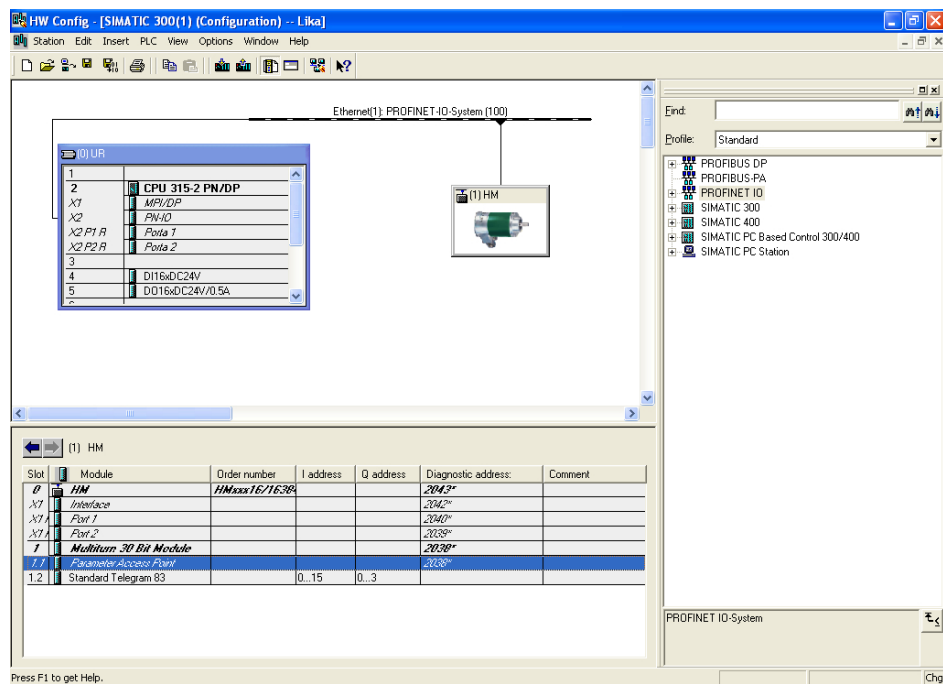 HW Config - [SIMATIC 300(1) (Configuration) -- Lika]
Station Edit Insert PLC View Options Window Help
Ethernet(1): PROFINET-IO-System (100)
(0) UR
1
2 CPU 315-2 PN/DP
X1 MPI/DP
X2 PN-IO
X2 P1 R Porta 1
X2 P2 R Porta 2
3
4 DI16xDC24V
5 DO16xDC24V/0.5A
(1) HM
Find:
Profile: Standard
PROFIBUS DP
PROFIBUS-PA
PROFINET IO
SIMATIC 300
SIMATIC 400
SIMATIC PC Based Control 300/400
SIMATIC PC Station
(1) HM
Slot Module Order number I address Q address Diagnostic address: Comment
0 HM HMxxx16/1638 2043*
X1 Interface 2042*
X1 Port 1 2040*
X1 Port 2 2039*
1 Multiturn 30 Bit Module 2038*
1.1 Parameter Access Point 2038*
1.2 Standard Telegram 83 0...15 0...3
PROFINET IO-System
Press F1 to get Help.
Chg